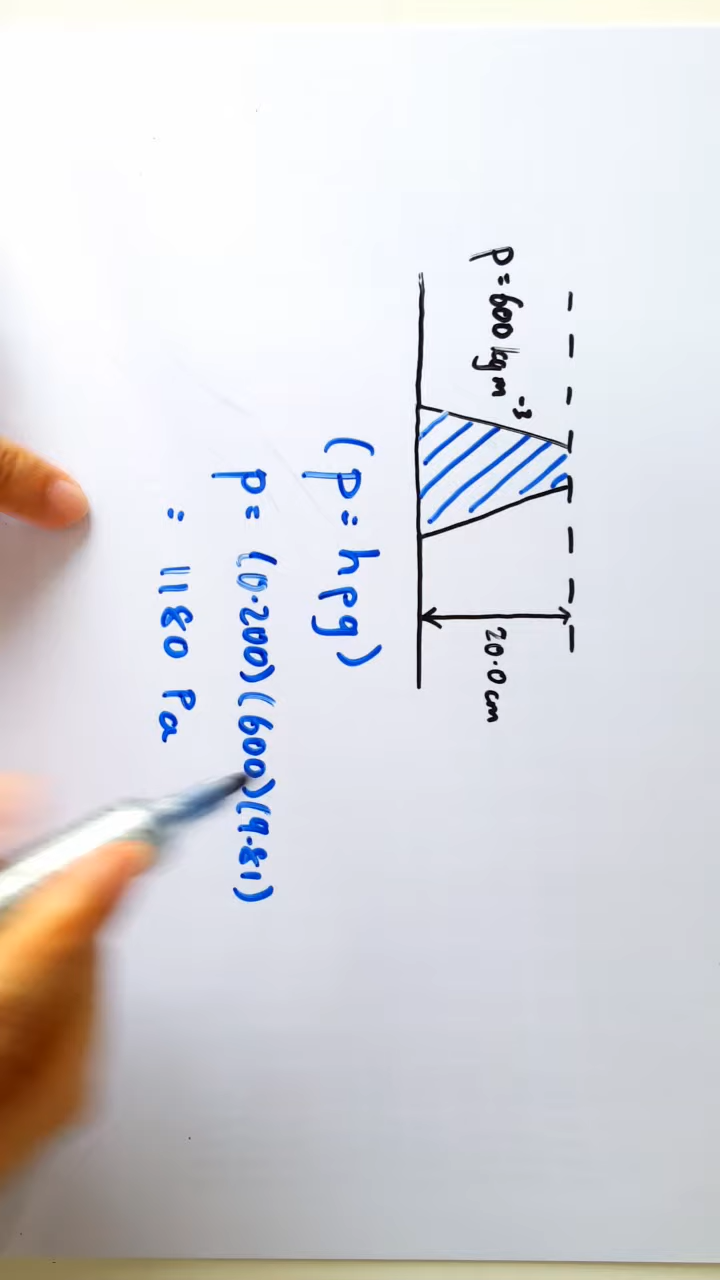 ρ = 600 kg m⁻³
20.0 cm
(p = hρg)
p = (0.200)(600)(9.81)
= 1180 Pa